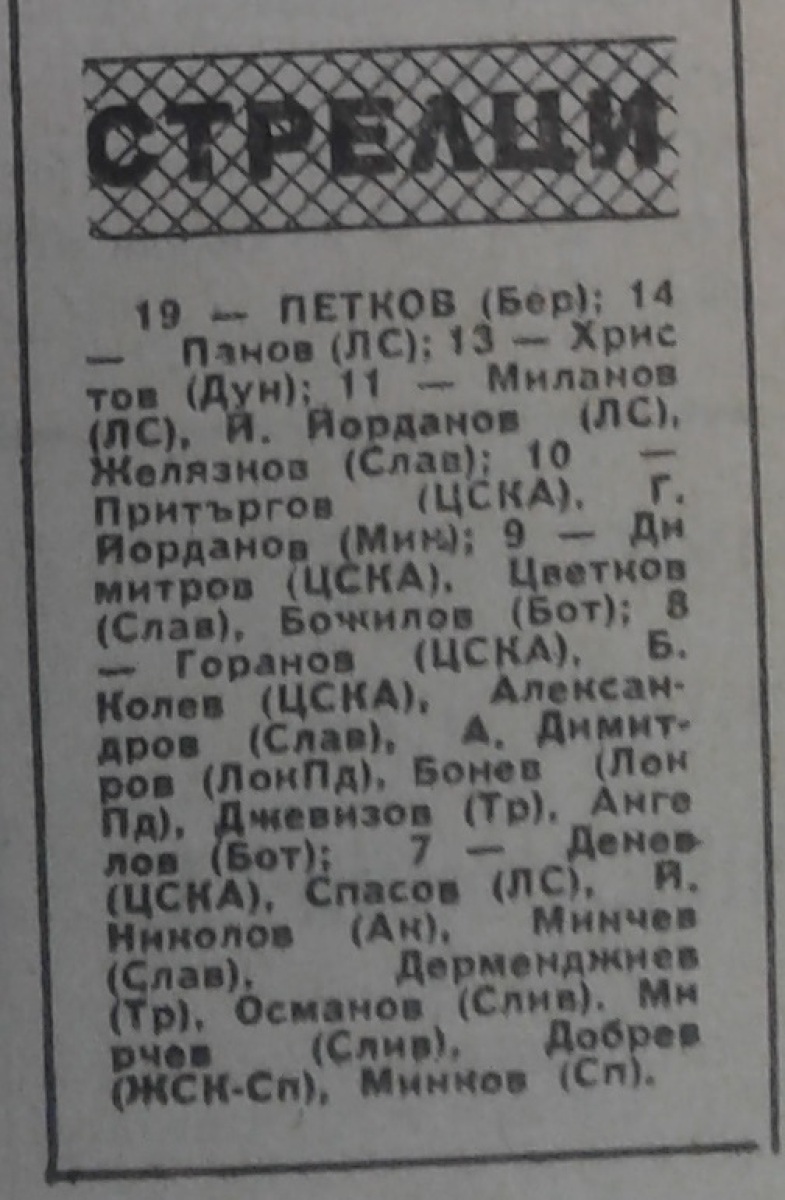 СТРЕЛЦИ
19 — ПЕТКОВ (Бер); 14
— Панов (ЛС); 13 — Хрис
тов (Дун); 11 — Миланов
(ЛС), Й. Йорданов (ЛС),
Желязнов (Слав); 10 —
Притъргов (ЦСКА), Г.
Йорданов (Мин); 9 — Ди
митров (ЦСКА), Цветков
(Слав), Божилов (Бот); 8
— Горанов (ЦСКА), Б.
Колев (ЦСКА), Александ-
дров (Слав), А. Димит-
ров (ЛокПд), Бонев (Лок
Пд), Джевизов (Тр), Анге
лов (Бот); 7 — Денев
(ЦСКА), Спасов (ЛС), Й.
Николов (Ак), Минчев
(Слав), Дерменджиев
(Тр), Османов (Слив), Ми
рчев (Слив), Добрев
(ЖСК-Сп), Минков (Сп).